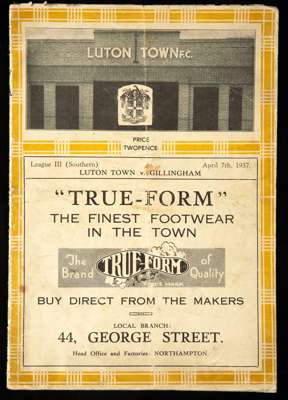 LUTON TOWN F.C.
PRICE
TWOPENCE
League III (Southern) April 7th, 1937.
LUTON TOWN v. GILLINGHAM
"TRUE-FORM"
THE FINEST FOOTWEAR
IN THE TOWN
The Brand TRUE-FORM of Quality
TRADE MARK
BUY DIRECT FROM THE MAKERS
LOCAL BRANCH:
44, GEORGE STREET.
Head Office and Factories: NORTHAMPTON.